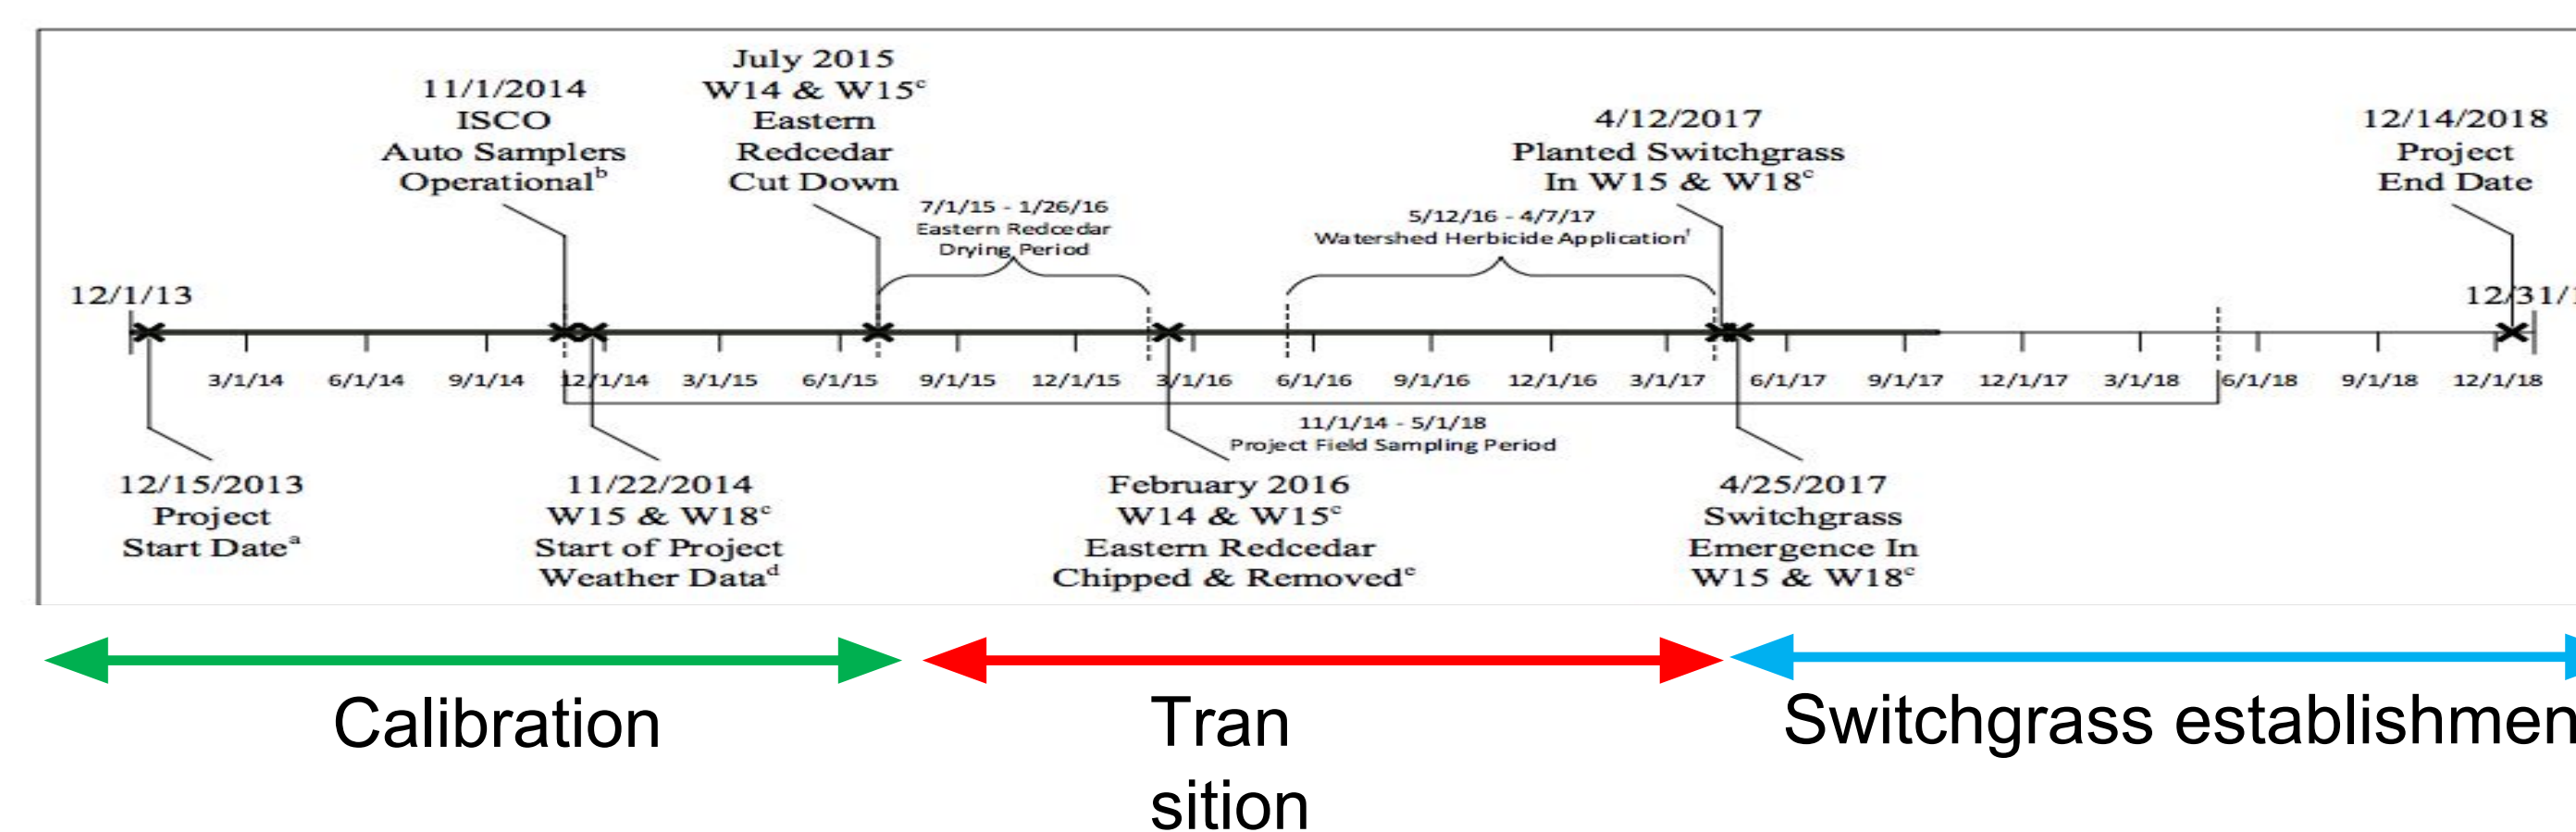 July 2015
W14 & W15ᶜ
Eastern
Redcedar
Cut Down
11/1/2014
ISCO
Auto Samplers
Operationalᵇ
4/12/2017
Planted Switchgrass
In W15 & W18ᶜ
12/14/2018
Project
End Date
7/1/15 - 1/26/16
Eastern Redcedar
Drying Period
5/12/16 - 4/7/17
Watershed Herbicide Applicationᶠ
12/1/13
12/31/
3/1/14 6/1/14 9/1/14 12/1/14 3/1/15 6/1/15 9/1/15 12/1/15 3/1/16 6/1/16 9/1/16 12/1/16 3/1/17 6/1/17 9/1/17 12/1/17 3/1/18 6/1/18 9/1/18 12/1/18
11/1/14 - 5/1/18
Project Field Sampling Period
12/15/2013
Project
Start Dateᵃ
11/22/2014
W15 & W18ᶜ
Start of Project
Weather Dataᵈ
February 2016
W14 & W15ᶜ
Eastern Redcedar
Chipped & Removedᵉ
4/25/2017
Switchgrass
Emergence In
W15 & W18ᶜ
Calibration
Tran
sition
Switchgrass establishmen